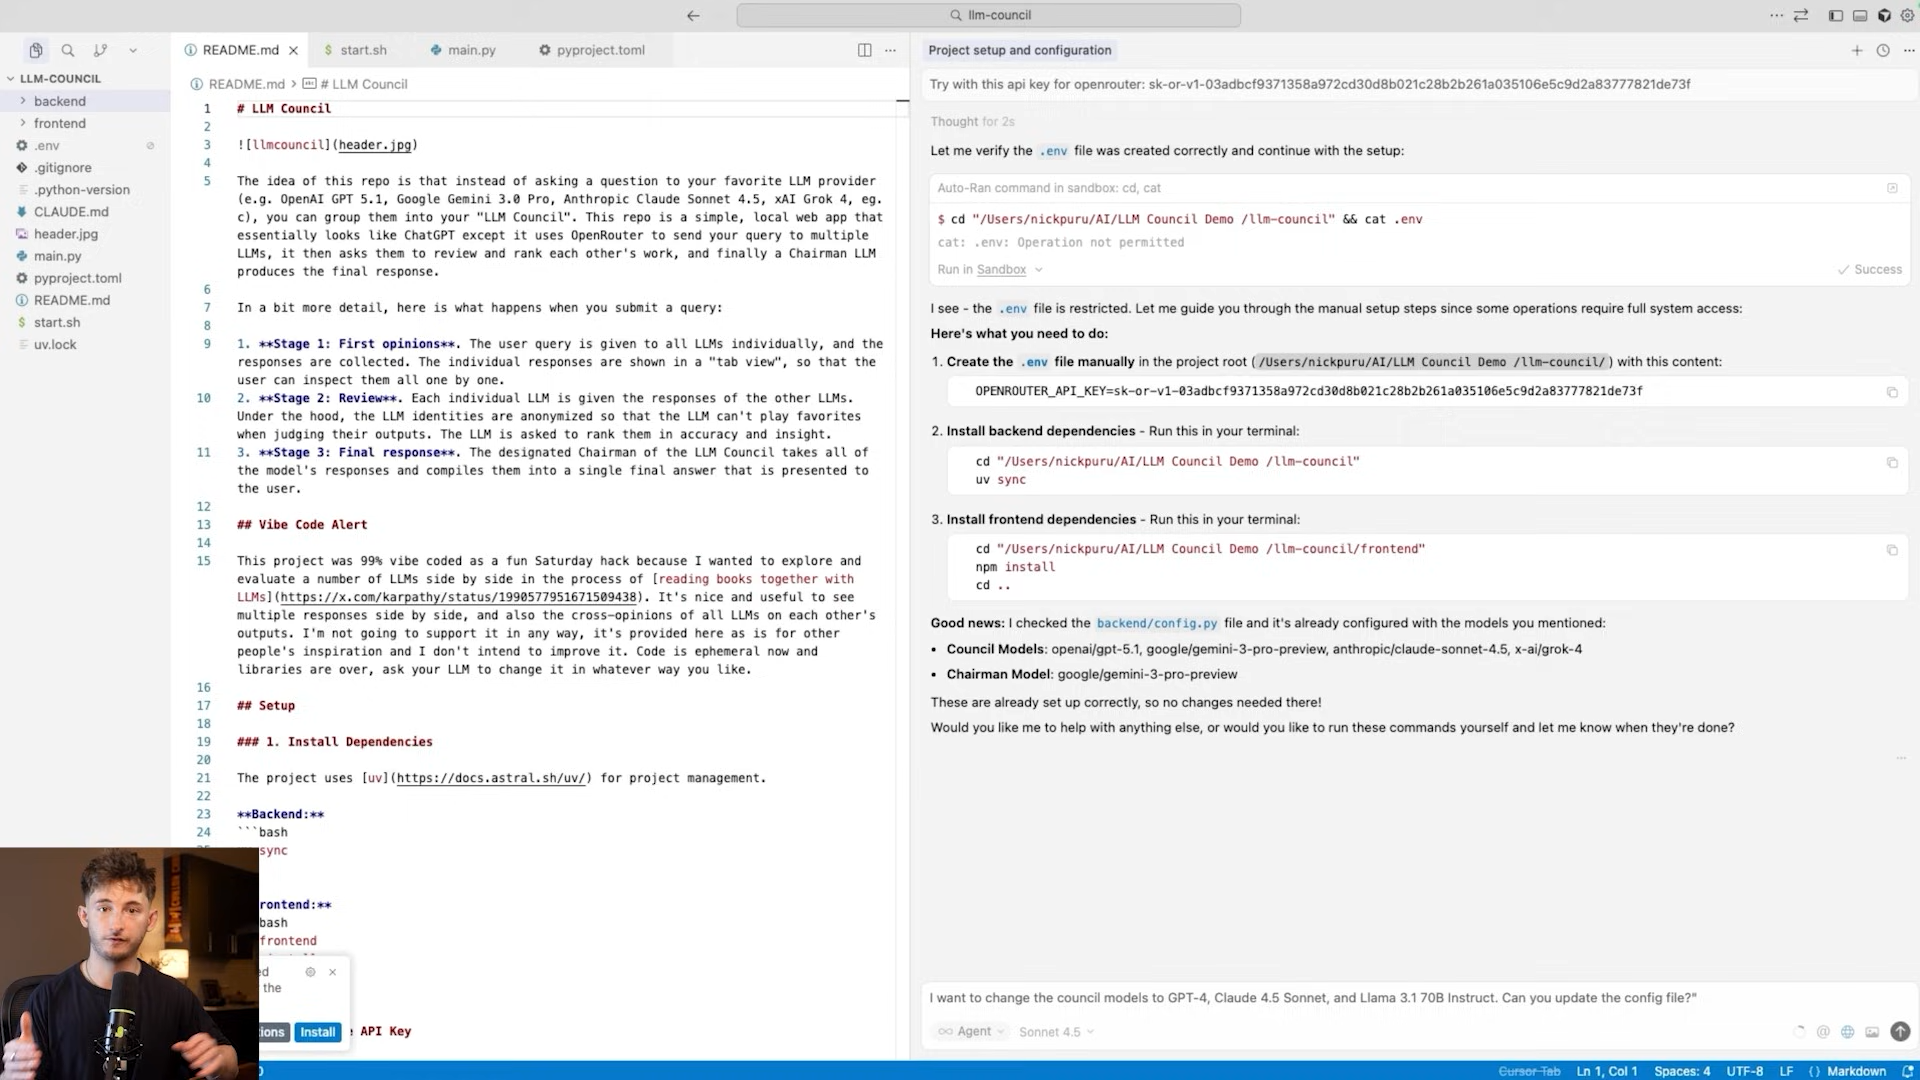 llm-council
README.md
start.sh
main.py
pyproject.toml
LLM-COUNCIL
backend
frontend
.env
.gitignore
.python-version
CLAUDE.md
header.jpg
main.py
pyproject.toml
README.md
start.sh
uv.lock
README.md > # LLM Council
1 # LLM Council
2
3 ![llmcouncil](header.jpg)
4
5 The idea of this repo is that instead of asking a question to your favorite LLM provider
(e.g. OpenAI GPT 5.1, Google Gemini 3.0 Pro, Anthropic Claude Sonnet 4.5, xAI Grok 4, eg.
c), you can group them into your "LLM Council". This repo is a simple, local web app that
essentially looks like ChatGPT except it uses OpenRouter to send your query to multiple
LLMs, it then asks them to review and rank each other's work, and finally a Chairman LLM
produces the final response.
6
7 In a bit more detail, here is what happens when you submit a query:
8
9 1. **Stage 1: First opinions**. The user query is given to all LLMs individually, and the
responses are collected. The individual responses are shown in a "tab view", so that the
user can inspect them all one by one.
10 2. **Stage 2: Review**. Each individual LLM is given the responses of the other LLMs.
Under the hood, the LLM identities are anonymized so that the LLM can't play favorites
when judging their outputs. The LLM is asked to rank them in accuracy and insight.
11 3. **Stage 3: Final response**. The designated Chairman of the LLM Council takes all of
the model's responses and compiles them into a single final answer that is presented to
the user.
12
13 ## Vibe Code Alert
14
15 This project was 99% vibe coded as a fun Saturday hack because I wanted to explore and
evaluate a number of LLMs side by side in the process of [reading books together with
LLMs](https://x.com/karpathy/status/1990577951671509438). It's nice and useful to see
multiple responses side by side, and also the cross-opinions of all LLMs on each other's
outputs. I'm not going to support it in any way, it's provided here as is for other
people's inspiration and I don't intend to improve it. Code is ephemeral now and
libraries are over, ask your LLM to change it in whatever way you like.
16
17 ## Setup
18
19 ### 1. Install Dependencies
20
21 The project uses [uv](https://docs.astral.sh/uv/) for project management.
22
23 **Backend:**
24 ```bash
sync
rontend:**
bash
frontend
ed
the
tions Install
API Key
Project setup and configuration
Try with this api key for openrouter: 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
Thought for 2s
Let me verify the .env file was created correctly and continue with the setup:
Auto-Ran command in sandbox: cd, cat
$ cd "/Users/nickpuru/AI/LLM Council Demo /llm-council" && cat .env
cat: .env: Operation not permitted
Run in Sandbox
Success
I see - the .env file is restricted. Let me guide you through the manual setup steps since some operations require full system access:
Here's what you need to do:
1. Create the .env file manually in the project root (/Users/nickpuru/AI/LLM Council Demo /llm-council/) with this content:
OPENROUTER_API_KEY=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
2. Install backend dependencies - Run this in your terminal:
cd "/Users/nickpuru/AI/LLM Council Demo /llm-council"
uv sync
3. Install frontend dependencies - Run this in your terminal:
cd "/Users/nickpuru/AI/LLM Council Demo /llm-council/frontend"
npm install
cd ..
Good news: I checked the backend/config.py file and it's already configured with the models you mentioned:
• Council Models: openai/gpt-5.1, google/gemini-3-pro-preview, anthropic/claude-sonnet-4.5, x-ai/grok-4
• Chairman Model: google/gemini-3-pro-preview
These are already set up correctly, so no changes needed there!
Would you like me to help with anything else, or would you like to run these commands yourself and let me know when they're done?
I want to change the council models to GPT-4, Claude 4.5 Sonnet, and Llama 3.1 70B Instruct. Can you update the config file?"
Agent
Sonnet 4.5
Cursor Tab
Ln 1, Col 1
Spaces: 4
UTF-8
LF
{} Markdown